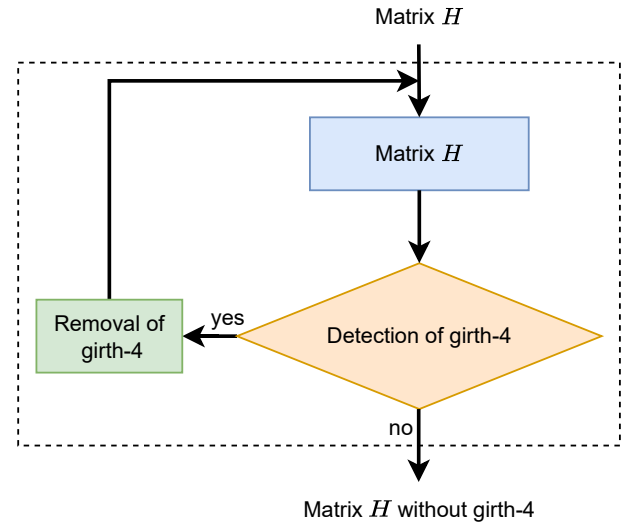 Matrix H
Matrix H
Removal of
girth-4
yes
Detection of girth-4
no
Matrix H without girth-4